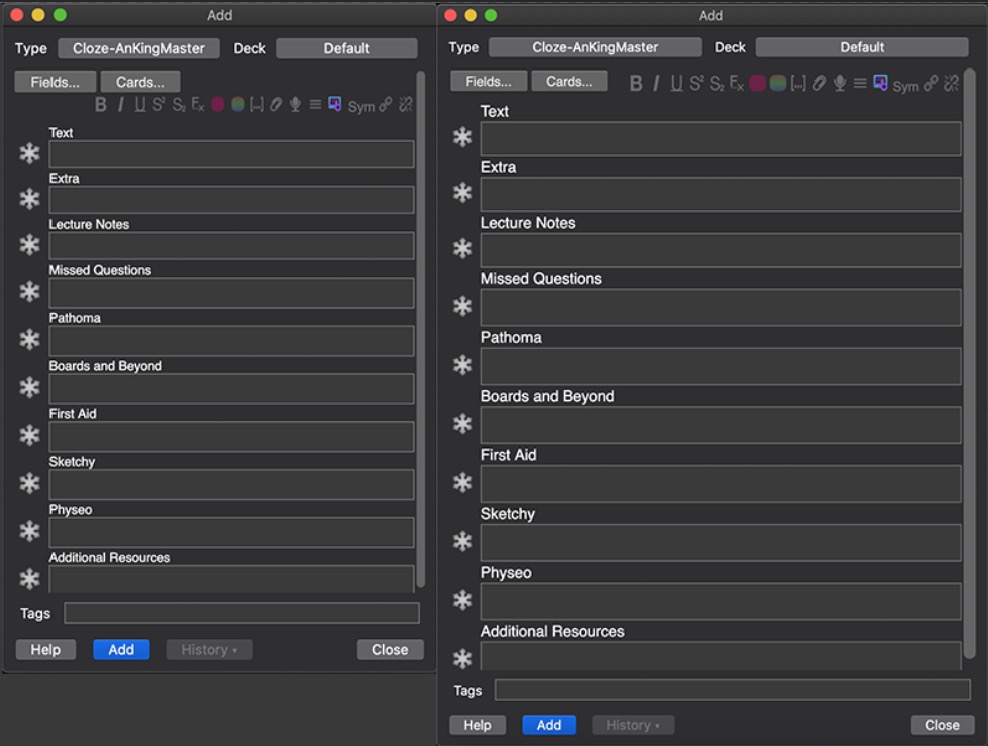 Add
Type Cloze-AnKingMaster Deck Default
Fields... Cards...
B I U S² S₂ Eₓ [...] Sym
Text
Extra
Lecture Notes
Missed Questions
Pathoma
Boards and Beyond
First Aid
Sketchy
Physeo
Additional Resources
Tags
Help Add History Close
Add
Type Cloze-AnKingMaster Deck Default
Fields... Cards... B I U S² S₂ Eₓ [...] Sym
Text
Extra
Lecture Notes
Missed Questions
Pathoma
Boards and Beyond
First Aid
Sketchy
Physeo
Additional Resources
Tags
Help Add History Close